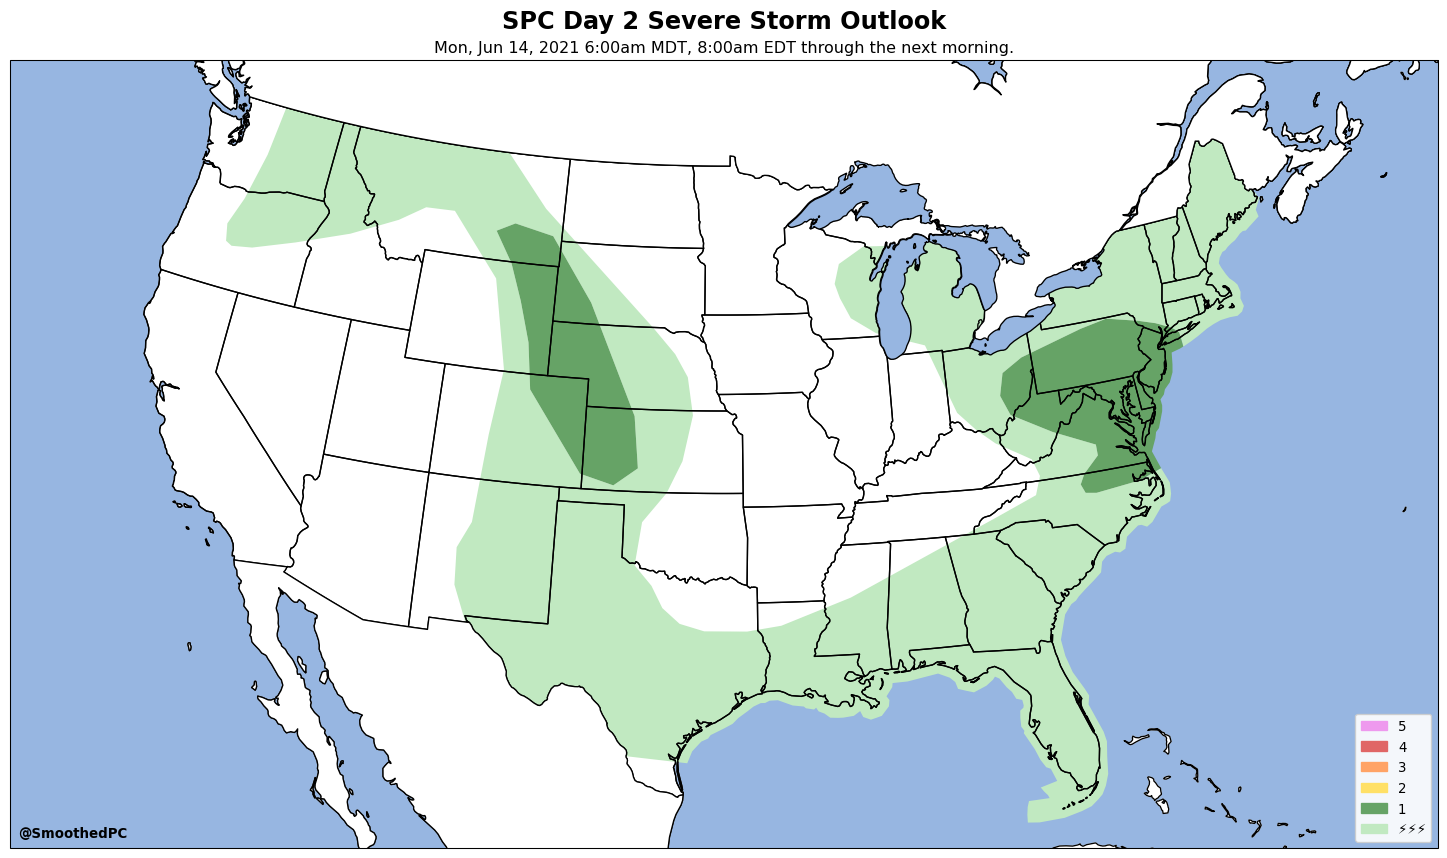 SPC Day 2 Severe Storm Outlook
Mon, Jun 14, 2021 6:00am MDT, 8:00am EDT through the next morning.
5
4
3
2
1
⚡⚡⚡
@SmoothedPC